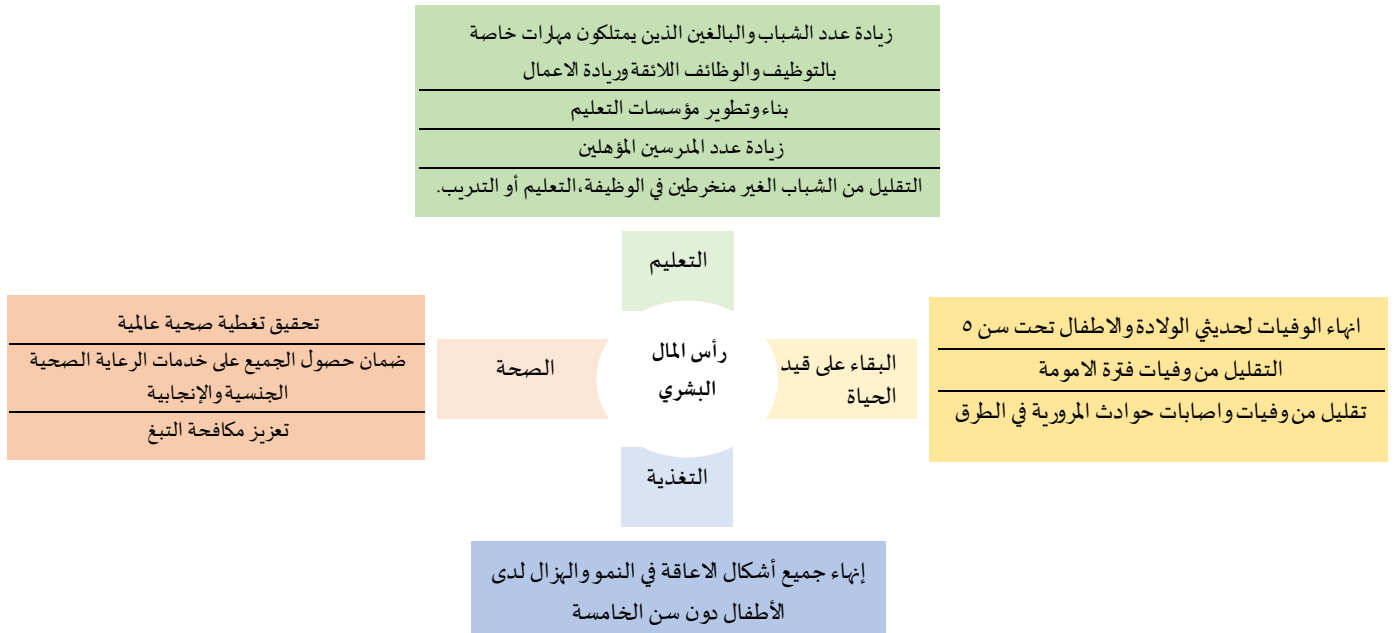 زيادة عدد الشباب والبالغين الذين يمتلكون مهارات خاصة
بالتوظيف والوظائف اللائقة وريادة الاعمال
بناء وتطوير مؤسسات التعليم
زيادة عدد المدرسين المؤهلين
التقليل من الشباب الغير منخرطين في الوظيفة،التعليم أو التدريب.
التعليم
انهاء الوفيات لحديثي الولادة والاطفال تحت سن ٥
التقليل من وفيات فترة الامومة
تقليل من وفيات واصابات حوادث المرورية في الطرق
البقاء على قيد
الحياة
رأس المال
البشري
الصحة
تحقيق تغطية صحية عالمية
ضمان حصول الجميع على خدمات الرعاية الصحية
الجنسية والإنجابية
تعزيز مكافحة التبغ
التغذية
إنهاء جميع أشكال الاعاقة في النمو والهزال لدى
الأطفال دون سن الخامسة